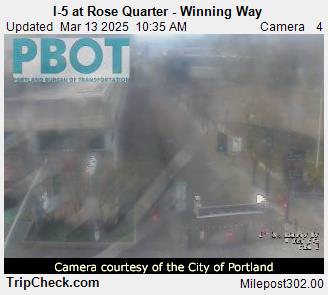 I-5 at Rose Quarter - Winning Way
Updated Mar 13 2025 10:35 AM Camera 4
PBOT
PORTLAND BUREAU OF TRANSPORTATION
Camera courtesy of the City of Portland
TripCheck.com Milepost302.00